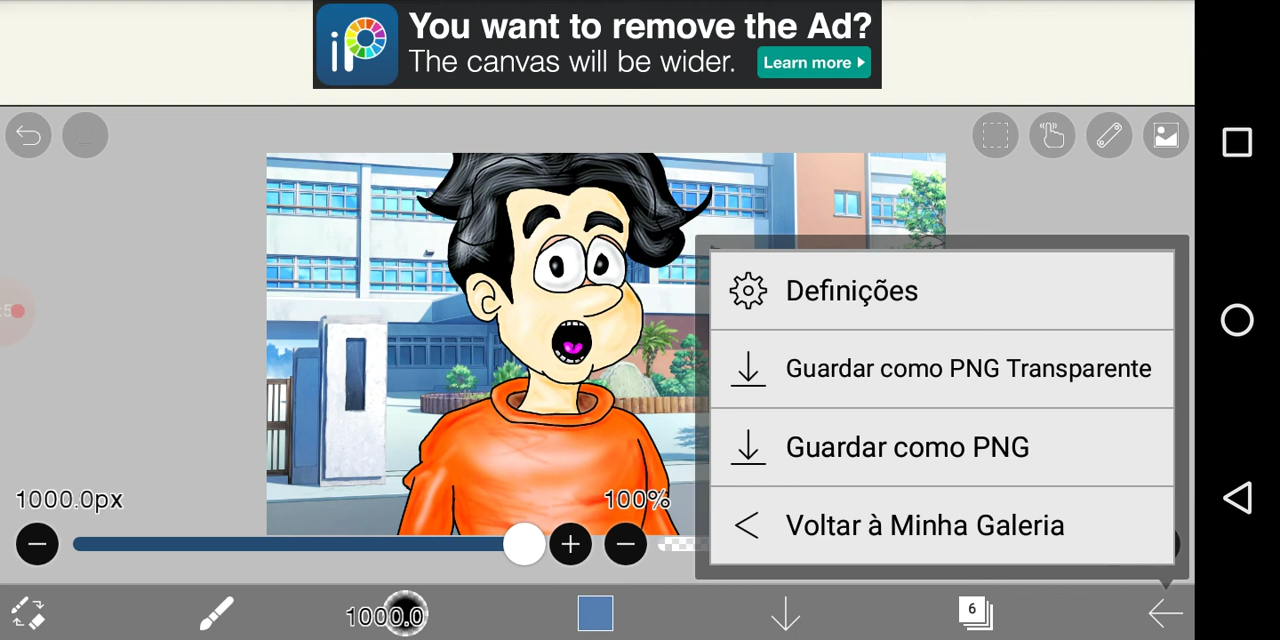 iP
You want to remove the Ad?
The canvas will be wider.
Learn more
:5
Definições
Guardar como PNG Transparente
Guardar como PNG
Voltar à Minha Galeria
1000.0px
100%
1000.0
6